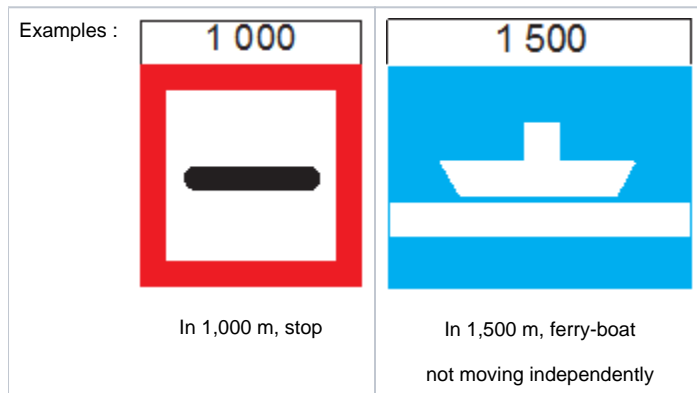 Examples :
1 000
1 500
In 1,000 m, stop
In 1,500 m, ferry-boat
not moving independently